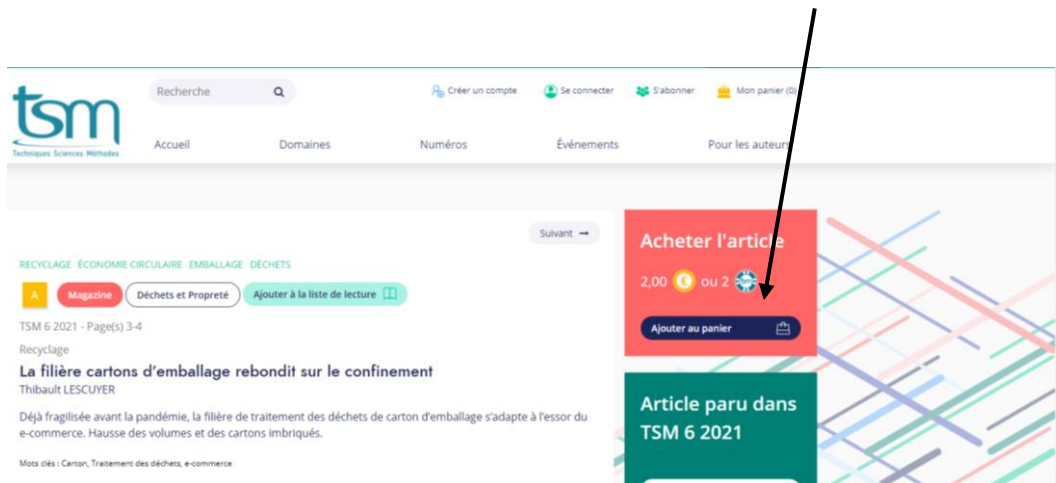 tsm
Techniques Sciences Méthodes
Recherche
Créer un compte
Se connecter
S'abonner
Mon panier (0)
Accueil
Domaines
Numéros
Événements
Pour les auteurs
Suivant →
RECYCLAGE ÉCONOMIE CIRCULAIRE EMBALLAGE DÉCHETS
A Magazine Déchets et Propreté Ajouter à la liste de lecture
TSM 6 2021 - Page(s) 3-4
Recyclage
La filière cartons d'emballage rebondit sur le confinement
Thibault LESCUYER
Déjà fragilisée avant la pandémie, la filière de traitement des déchets de carton d'emballage s'adapte à l'essor du
e-commerce. Hausse des volumes et des cartons imbriqués.
Mots clés : Carton, Traitement des déchets, e-commerce
Acheter l'article
2,00 € ou 2
Ajouter au panier
Article paru dans
TSM 6 2021